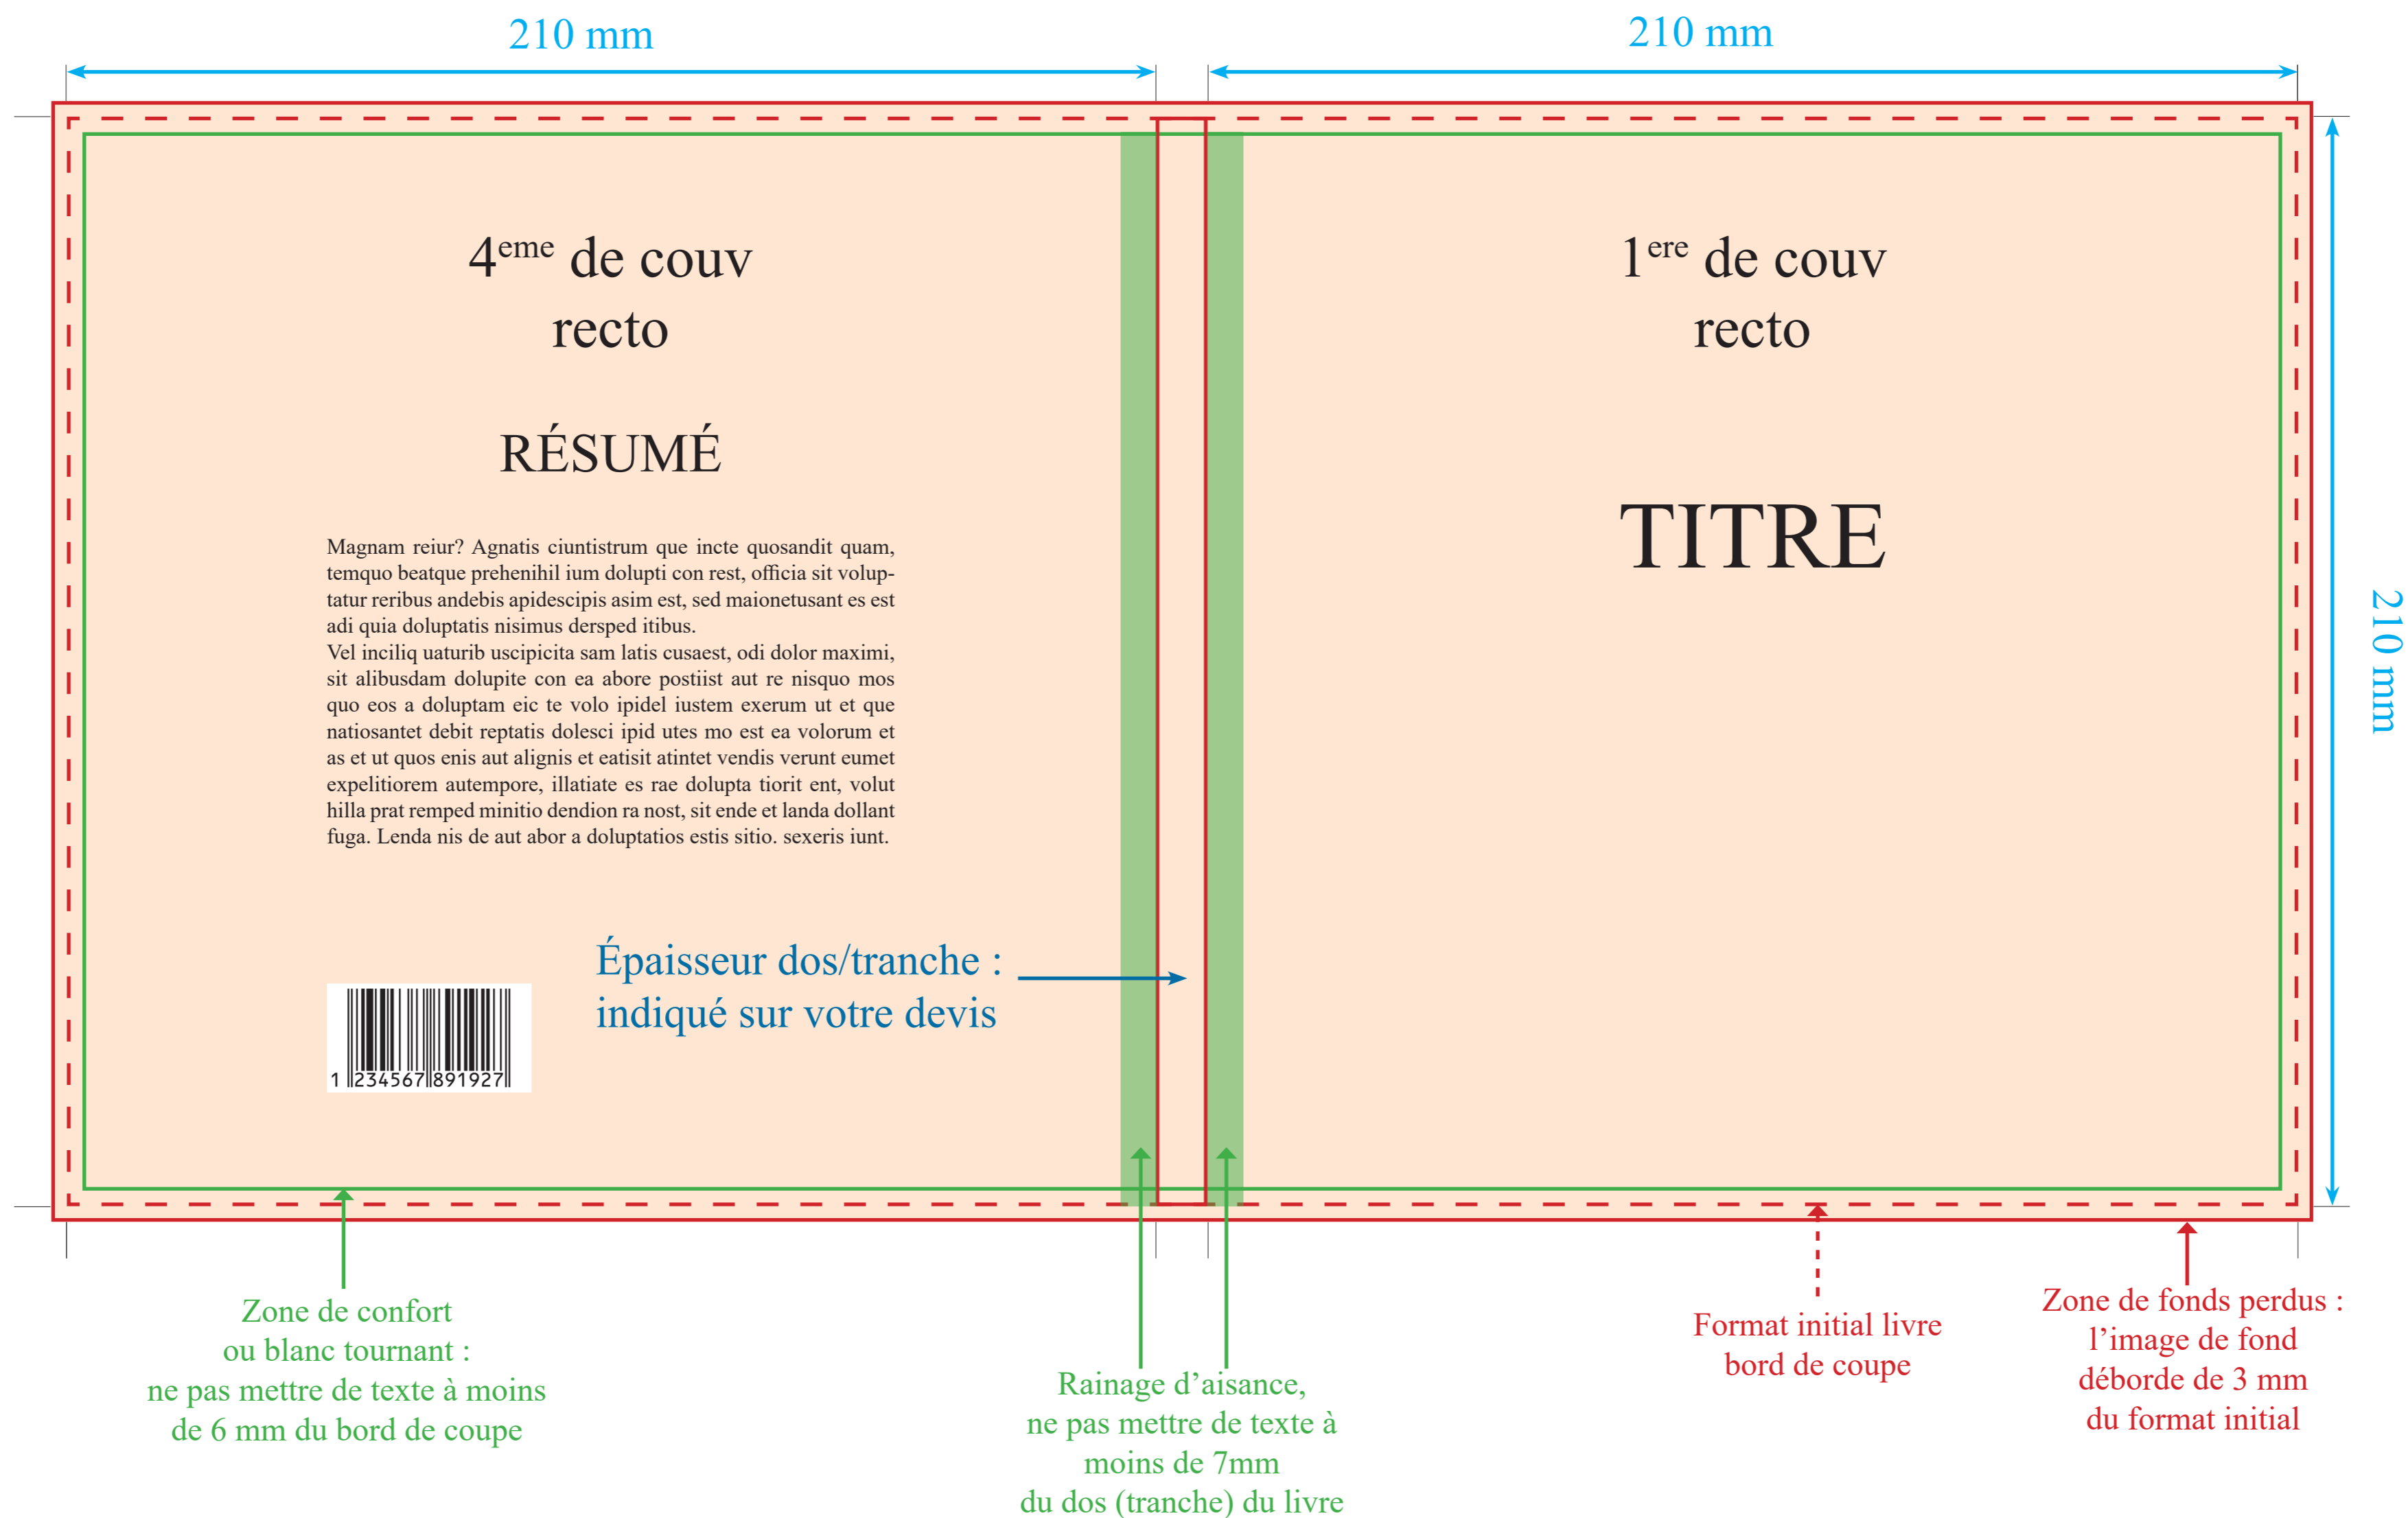 210 mm
210 mm
4eme de couv
recto
RÉSUMÉ
Magnam reiur? Agnatis ciuntistrum que incte quosandit quam,
temquo beatque prehenihil ium dolupti con rest, officia sit volup-
tatur reribus andebis apidescipis asim est, sed maionetusant es est
adi quia doluptatis nisimus dersped itibus.
Vel inciliq uaturib uscipicita sam latis cusaest, odi dolor maximi,
sit alibusdam dolupite con ea abore postiist aut re nisquo mos
quo eos a doluptam eic te volo ipidel iustem exerum ut et que
natiosantet debit reptatis dolesci ipid utes mo est ea volorum et
as et ut quos enis aut alignis et eatisit atintet vendis verunt eumet
expelitiorem autempore, illatiate es rae dolupta tiorit ent, volut
hilla prat remped minitio dendion ra nost, sit ende et landa dollant
fuga. Lenda nis de aut abor a doluptatios estis sitio. sexeris iunt.
Épaisseur dos/tranche :
indiqué sur votre devis
1 234567 891927
1ere de couv
recto
TITRE
210 mm
Zone de confort
ou blanc tournant :
ne pas mettre de texte à moins
de 6 mm du bord de coupe
Rainage d’aisance,
ne pas mettre de texte à
moins de 7mm
du dos (tranche) du livre
Format initial livre
bord de coupe
Zone de fonds perdus :
l’image de fond
déborde de 3 mm
du format initial